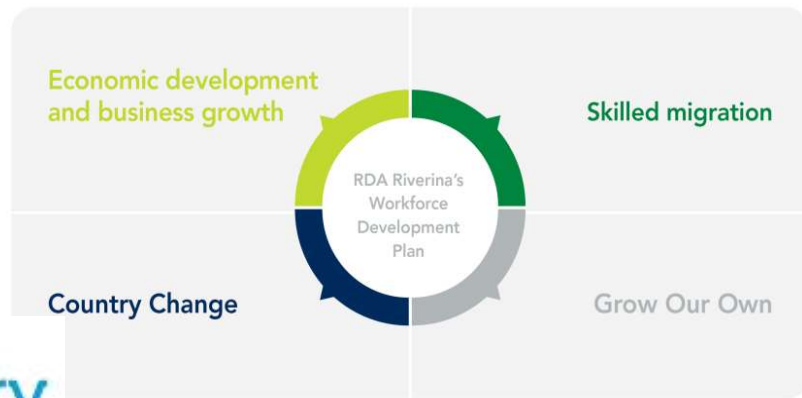 Economic development
and business growth
Skilled migration
RDA Riverina's
Workforce
Development
Plan
Country Change
Grow Our Own